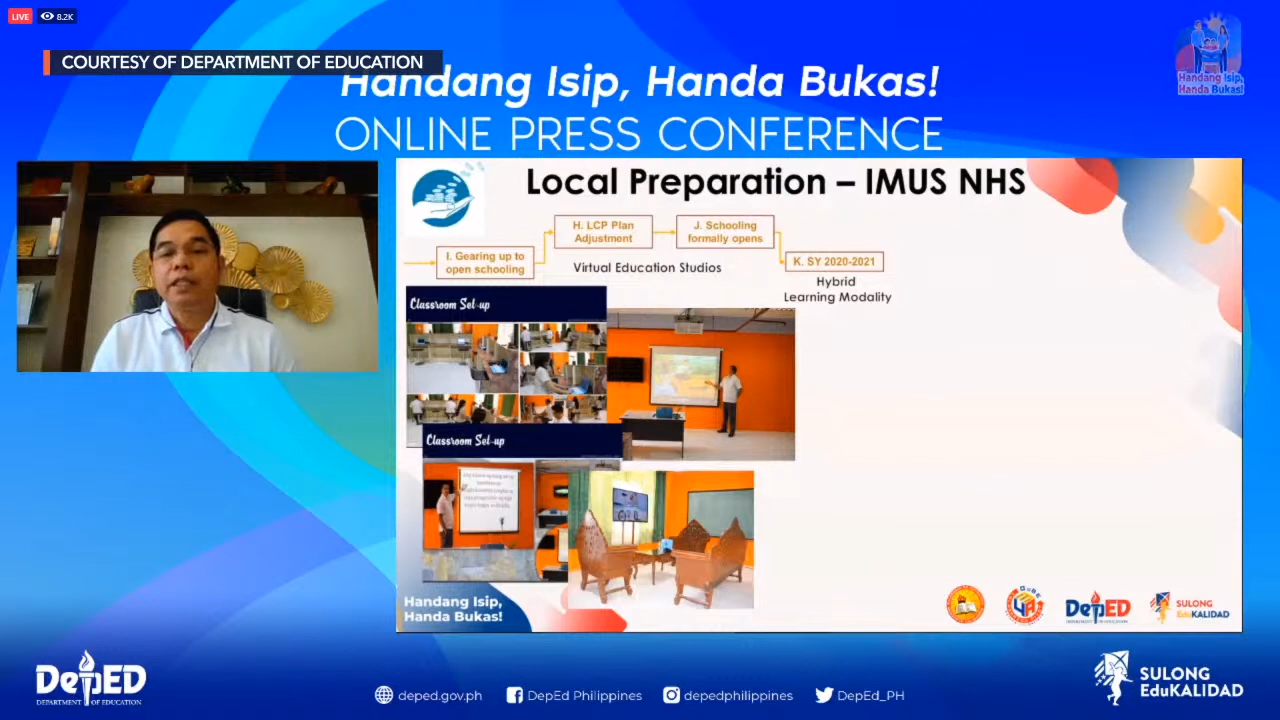 LIVE
8.2K
COURTESY OF DEPARTMENT OF EDUCATION
Handang Isip, Handa Bukas!
ONLINE PRESS CONFERENCE
Handang Isip,
Handa Bukas!
Local Preparation – IMUS NHS
H. LCP Plan
Adjustment
J. Schooling
formally opens
I. Gearing up to
open schooling
K. SY 2020-2021
Virtual Education Studios
Hybrid
Learning Modality
Classroom Set-up
Classroom Set-up
Handang Isip,
Handa Bukas!
DepED
DEPARTMENT OF EDUCATION
SULONG
EduKALIDAD
DepED
DEPARTMENT OF EDUCATION
deped.gov.ph
DepEd Philippines
depedphilippines
DepEd_PH
SULONG
EduKALIDAD